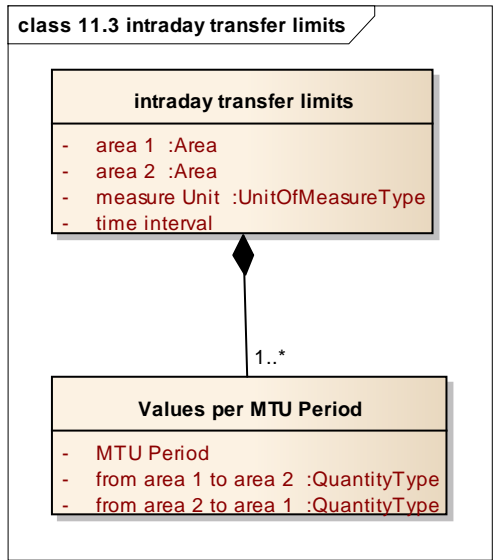 class 11.3 intraday transfer limits
intraday transfer limits
- area 1 :Area
- area 2 :Area
- measure Unit :UnitOfMeasureType
- time interval
1..*
Values per MTU Period
- MTU Period
- from area 1 to area 2 :QuantityType
- from area 2 to area 1 :QuantityType